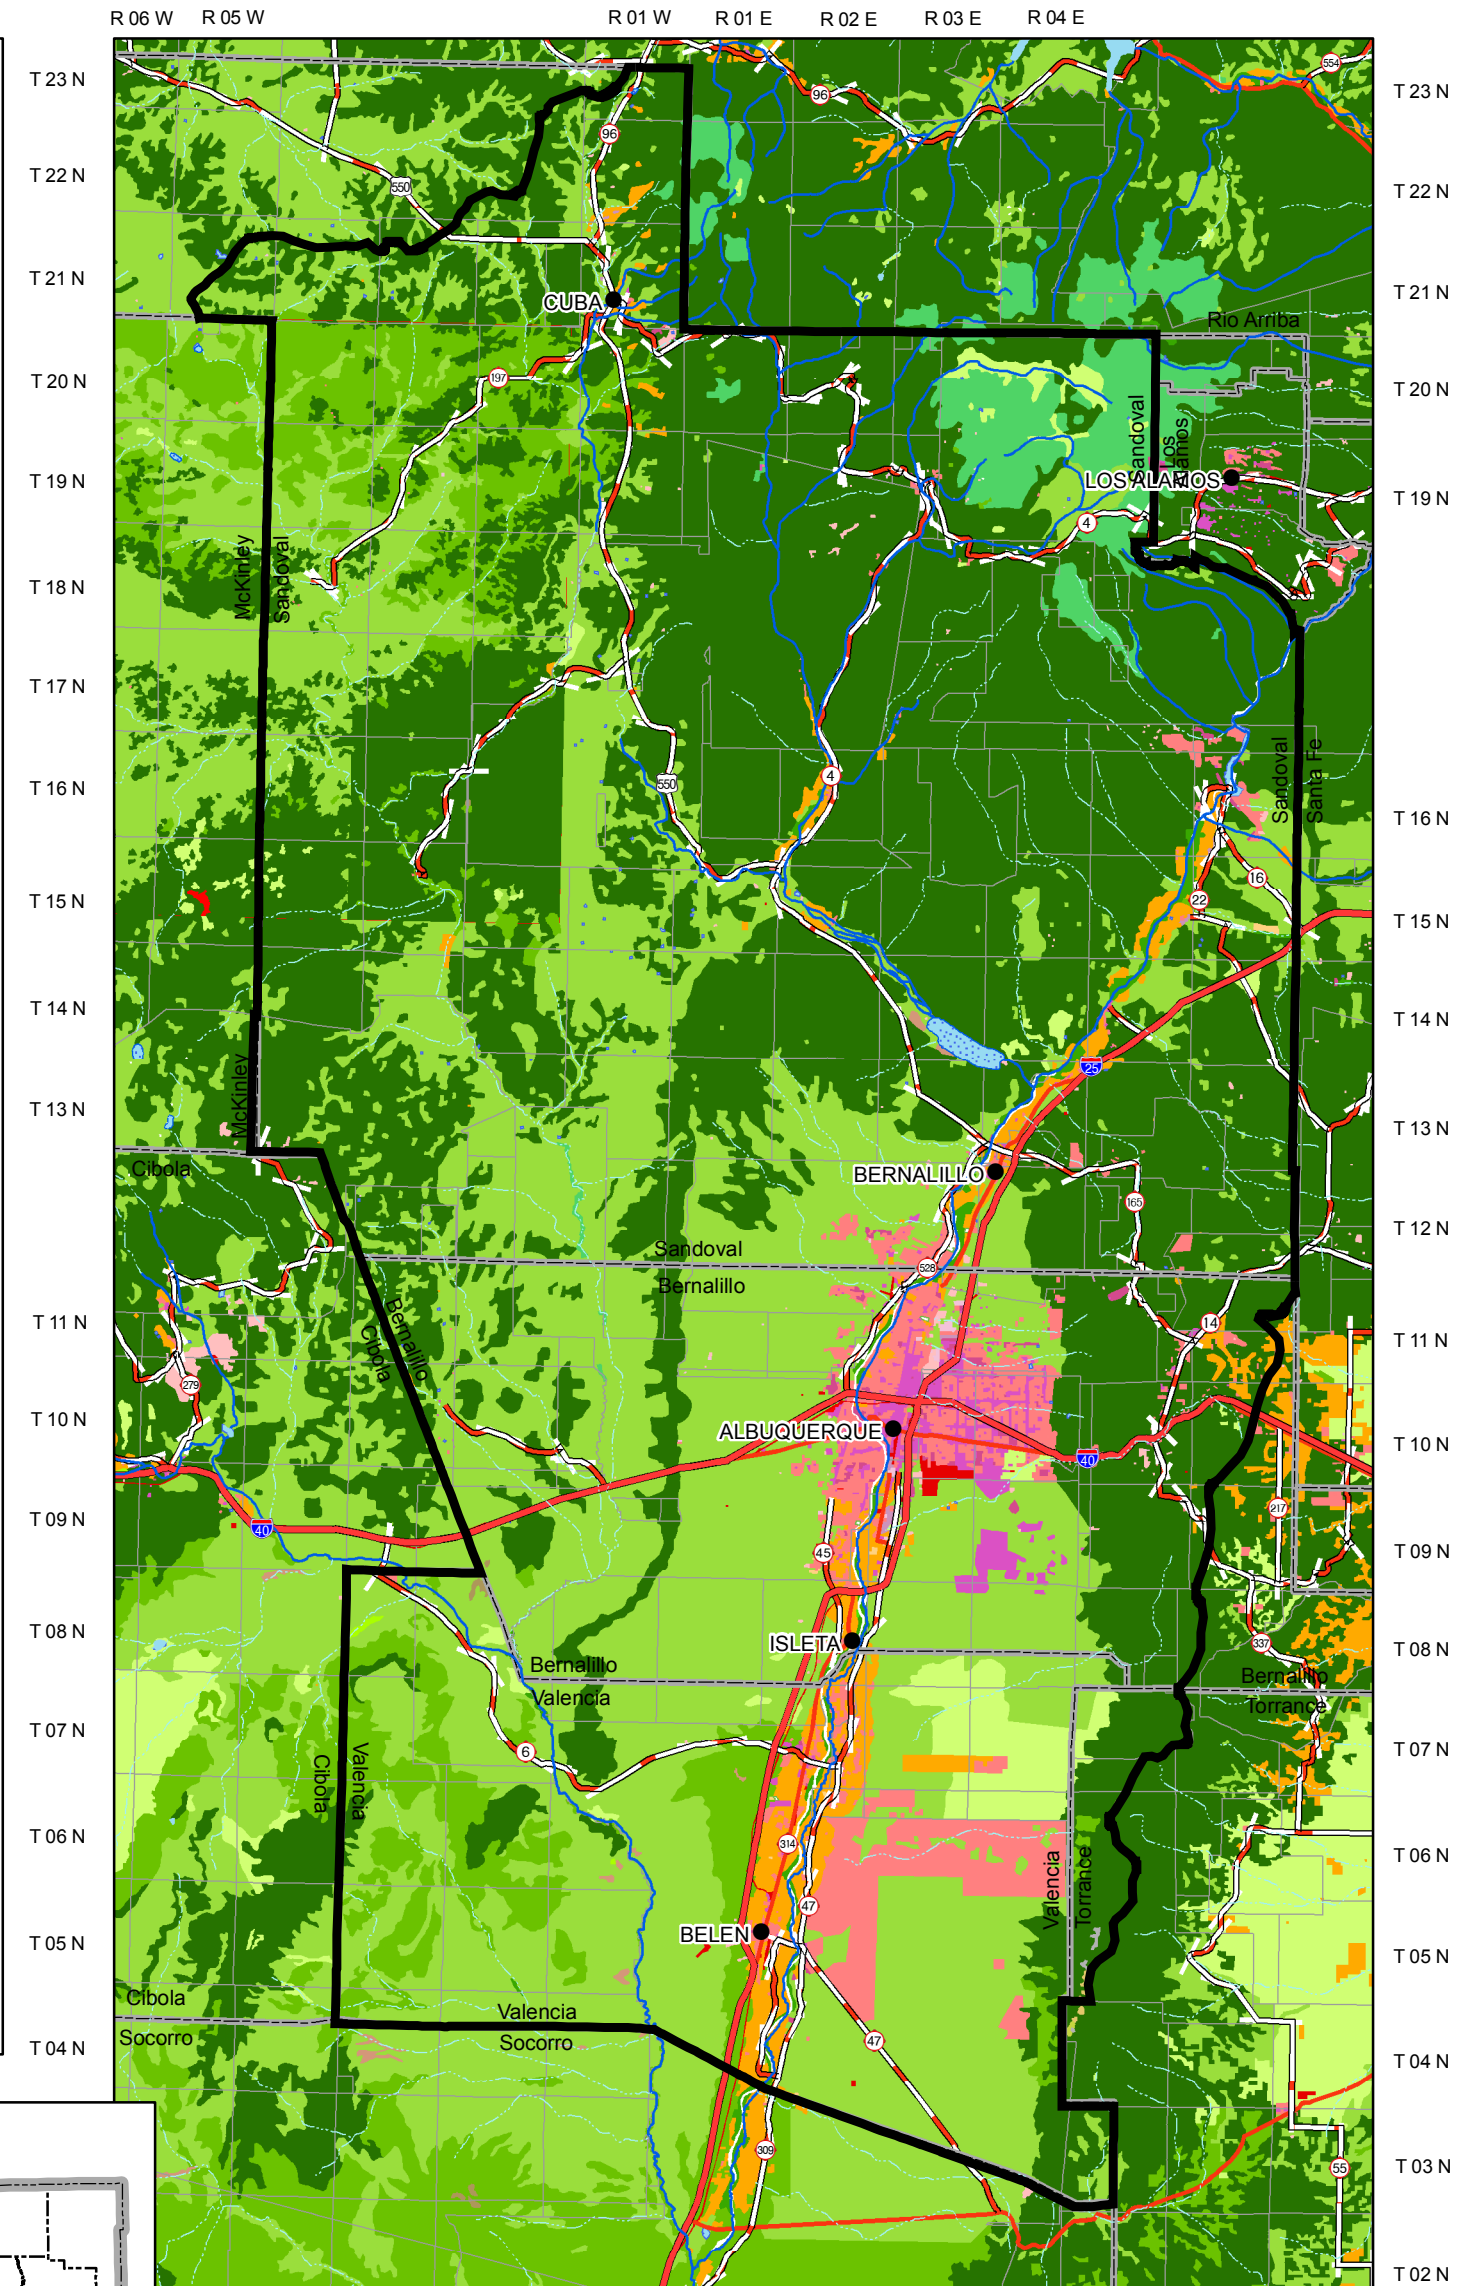 R 06 W R 05 W R 01 W R 01 E R 02 E R 03 E R 04 E
T 23 N
T 22 N
T 21 N
T 20 N
T 19 N
T 18 N
T 17 N
T 16 N
T 15 N
T 14 N
T 13 N
T 11 N
T 10 N
T 09 N
T 08 N
T 07 N
T 06 N
T 05 N
T 04 N
554
96
96
550
CUBA
Rio Arriba
197
Sandoval
Los Alamos
LOS ALAMOS
4
McKinley
Sandoval
4
550
Sandoval
Santa Fe
16
22
25
McKinley
Cibola
BERNALILLO
165
Sandoval
Bernalillo
528
Bernalillo
Cibola
14
279
ALBUQUERQUE
40
40
217
45
ISLETA
337
Bernalillo
Valencia
Bernalillo
Torrance
6
Cibola
Valencia
314
Valencia
Torrance
47
BELEN
Cibola
Socorro
Valencia
Socorro
47
309
55
T 23 N
T 22 N
T 21 N
T 20 N
T 19 N
T 16 N
T 15 N
T 14 N
T 13 N
T 12 N
T 11 N
T 10 N
T 09 N
T 08 N
T 07 N
T 06 N
T 05 N
T 04 N
T 03 N
T 02 N